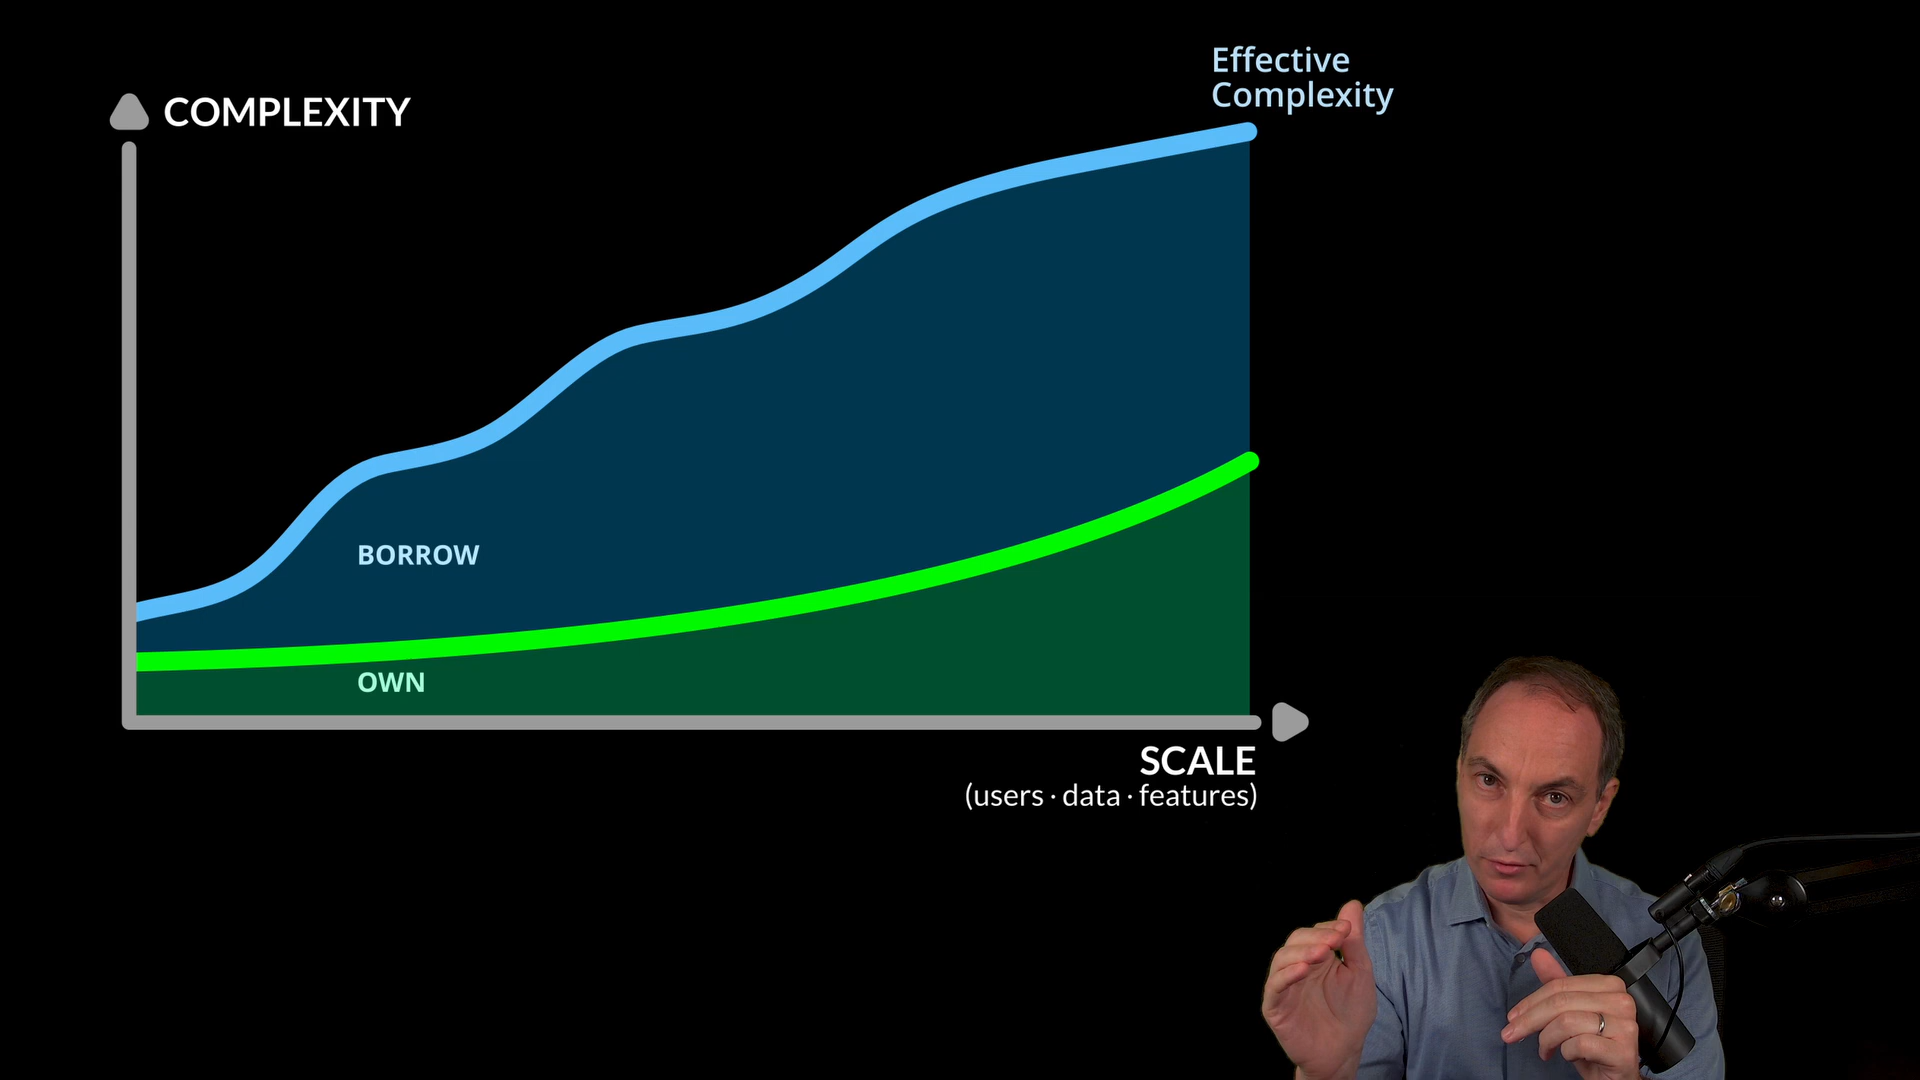 Effective
Complexity
COMPLEXITY
BORROW
OWN
SCALE
(users · data · features)